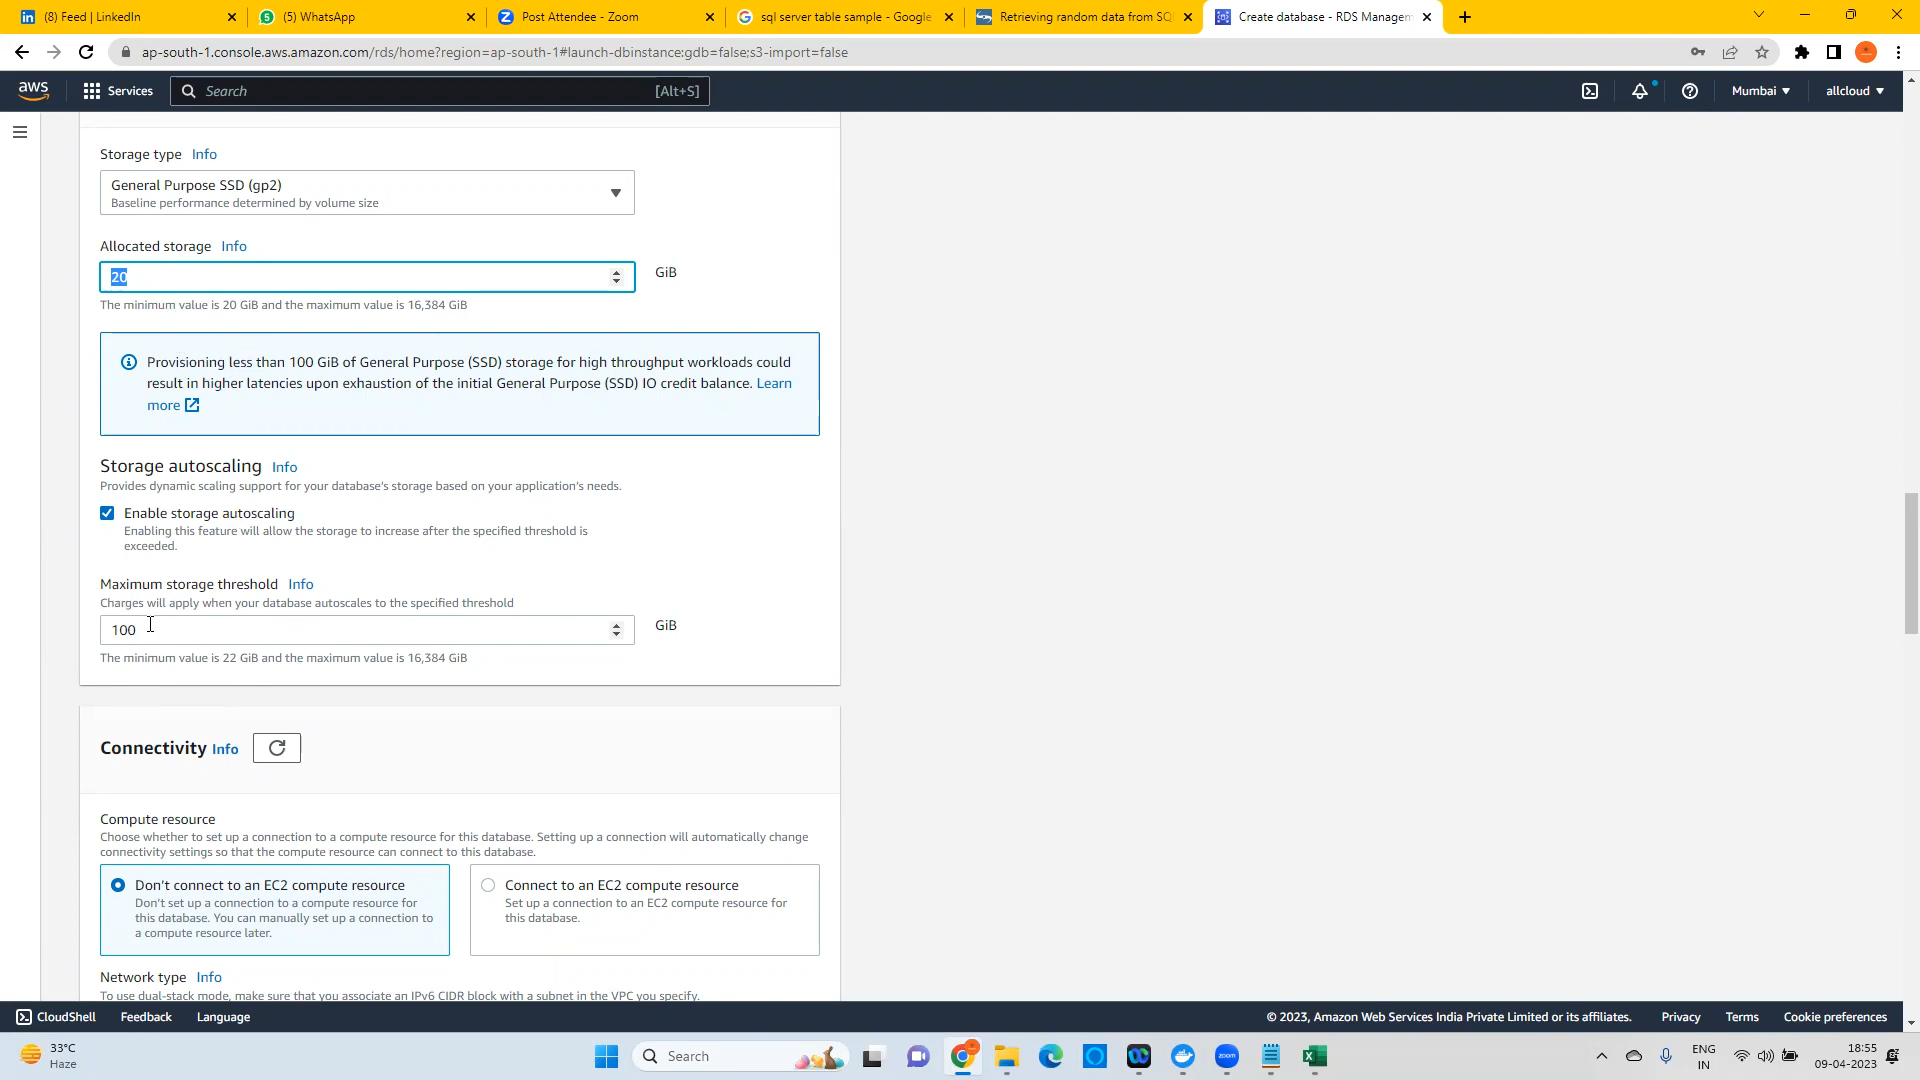 (8) Feed | LinkedIn
(5) WhatsApp
Post Attendee - Zoom
sql server table sample - Google
Retrieving random data from SQ
Create database - RDS Managem
ap-south-1.console.aws.amazon.com/rds/home?region=ap-south-1#launch-dbinstance:gdb=false;s3-import=false
aws
Services
Search
[Alt+S]
Mumbai
allcloud
Storage type Info
General Purpose SSD (gp2)
Baseline performance determined by volume size
Allocated storage Info
20
GiB
The minimum value is 20 GiB and the maximum value is 16,384 GiB
Provisioning less than 100 GiB of General Purpose (SSD) storage for high throughput workloads could
result in higher latencies upon exhaustion of the initial General Purpose (SSD) IO credit balance. Learn
more
Storage autoscaling Info
Provides dynamic scaling support for your database's storage based on your application's needs.
Enable storage autoscaling
Enabling this feature will allow the storage to increase after the specified threshold is
exceeded.
Maximum storage threshold Info
Charges will apply when your database autoscales to the specified threshold
100
GiB
The minimum value is 22 GiB and the maximum value is 16,384 GiB
Connectivity Info
Compute resource
Choose whether to set up a connection to a compute resource for this database. Setting up a connection will automatically change
connectivity settings so that the compute resource can connect to this database.
Don't connect to an EC2 compute resource
Don't set up a connection to a compute resource for
this database. You can manually set up a connection to
a compute resource later.
Connect to an EC2 compute resource
Set up a connection to an EC2 compute resource for
this database.
Network type Info
To use dual-stack mode, make sure that you associate an IPv6 CIDR block with a subnet in the VPC you specify.
CloudShell
Feedback
Language
© 2023, Amazon Web Services India Private Limited or its affiliates.
Privacy
Terms
Cookie preferences
33°C
Haze
Search
zoom
ENG
IN
18:55
09-04-2023